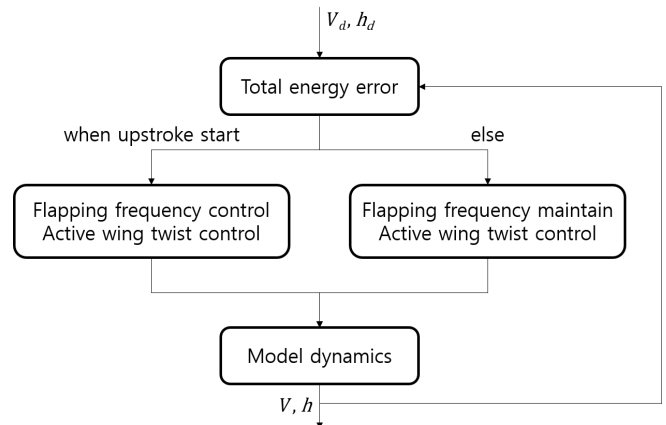 V_d, h_d
Total energy error
when upstroke start
else
Flapping frequency control
Active wing twist control
Flapping frequency maintain
Active wing twist control
Model dynamics
V, h